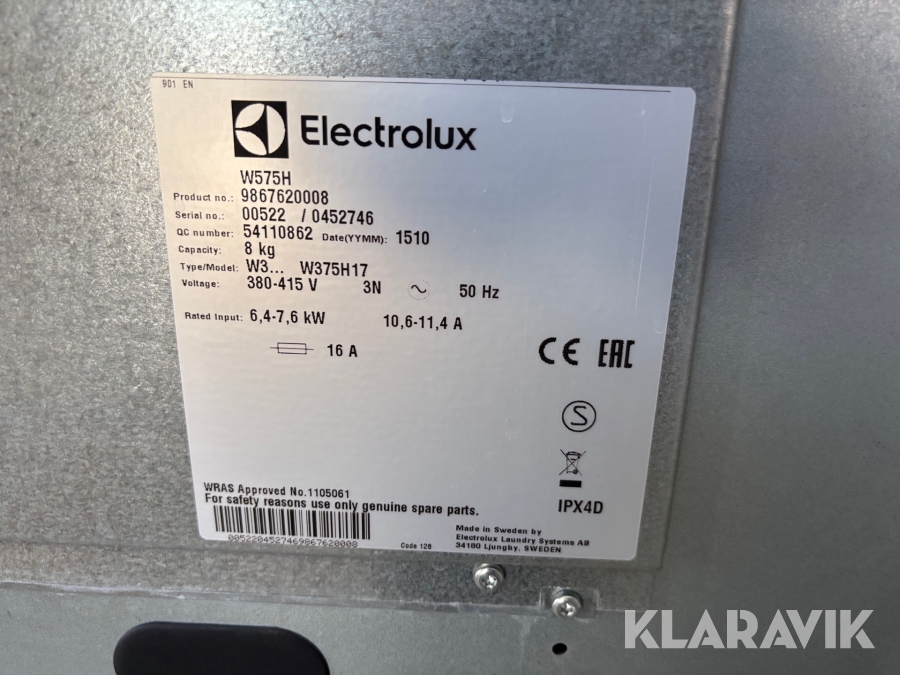 901 EN
Electrolux
W575H
Product no.: 9867620008
Serial no.: 00522 / 0452746
QC number: 54110862 Date(YYMM): 1510
Capacity: 8 kg
Type/Model: W3... W375H17
Voltage: 380-415 V 3N 50 Hz
Rated Input: 6,4-7,6 kW 10,6-11,4 A
16 A
CE EAC
S
WRAS Approved No.1105061
For safety reasons use only genuine spare parts.
IPX4D
00522045274698676 20008
Code 128
Made in Sweden by
Electrolux Laundry Systems AB
34180 Ljungby, SWEDEN
KLARAVIK